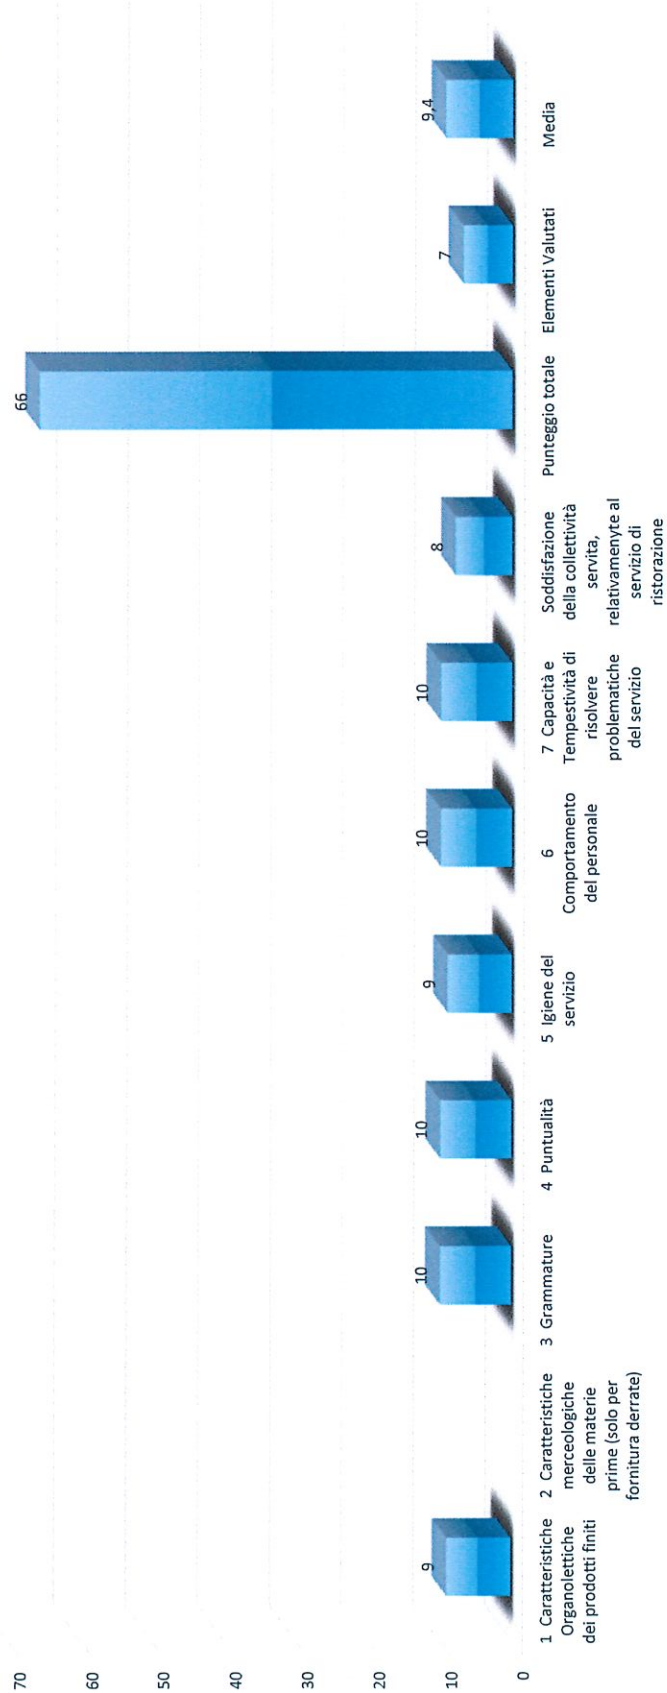 70
60
50
40
30
20
10
0
9
10
10
9
10
10
8
66
7
9,4
1 Caratteristiche
Organolettiche
dei prodotti finiti
2 Caratteristiche
merceologiche
delle materie
prime (solo per
fornitura derrate)
3 Grammature
4 Puntualità
5 Igiene del
servizio
6
Comportamento
del personale
7 Capacità e
Tempestività di
risolvere
problematiche
del servizio
Soddisfazione
della collettività
servita,
relativamenyte al
servizio di
ristorazione
Punteggio totale
Elementi Valutati
Media